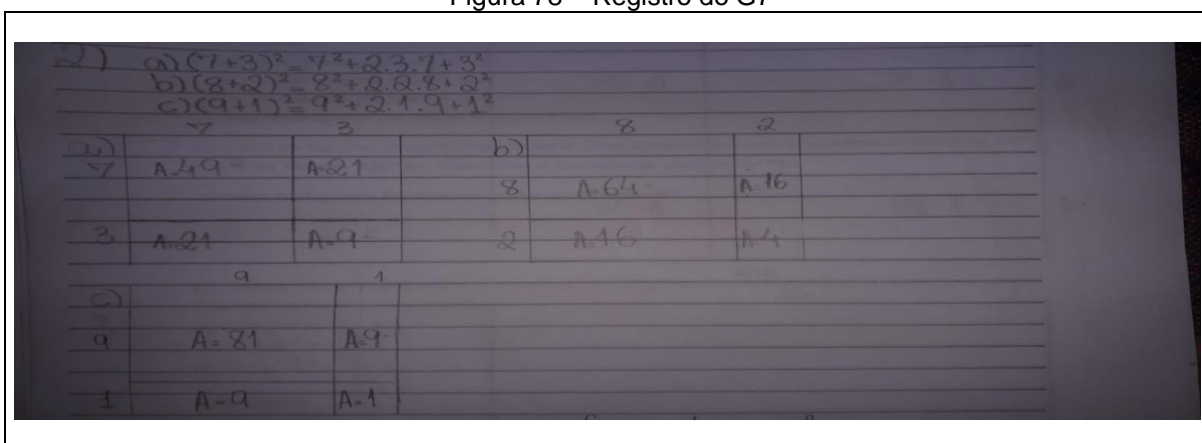 Figura 78 – Registro do G7
2) a) (7+3)² = 7²+2.3.7+3²
b) (8+2)² = 8²+2.2.8+2²
c) (9+1)² = 9²+2.1.9+1²
a) 7 3
7 A=49 A=21
3 A=21 A=9
b) 8 2
8 A=64 A=16
2 A=16 A=4
c) 9 1
9 A=81 A=9
1 A=9 A=1